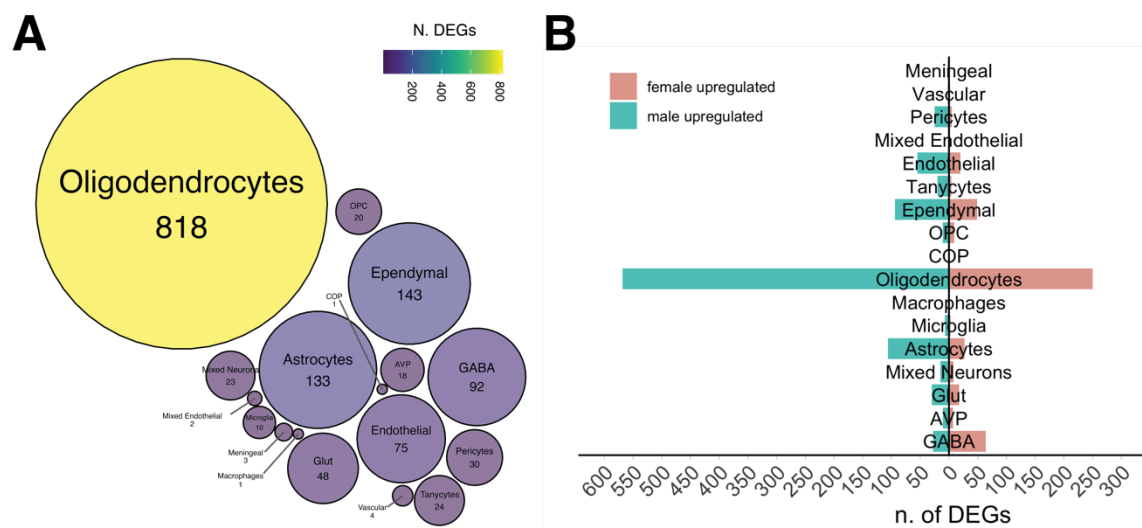 A
N. DEGs
200
400
600
800
Oligodendrocytes
818
OPC
20
Ependymal
143
COP
1
Astrocytes
133
AVP
18
GABA
92
Mixed Neurons
23
Mixed Endothelial
2
Microglia
10
Meningeal
3
Macrophages
1
Glut
48
Endothelial
75
Pericytes
30
Vascular
4
Tanycytes
24
B
female upregulated
male upregulated
Meningeal
Vascular
Pericytes
Mixed Endothelial
Endothelial
Tanycytes
Ependymal
OPC
COP
Oligodendrocytes
Macrophages
Microglia
Astrocytes
Mixed Neurons
Glut
AVP
GABA
600 550 500 450 400 350 300 250 200 150 100 50 0 50 100 150 200 250 300
n. of DEGs